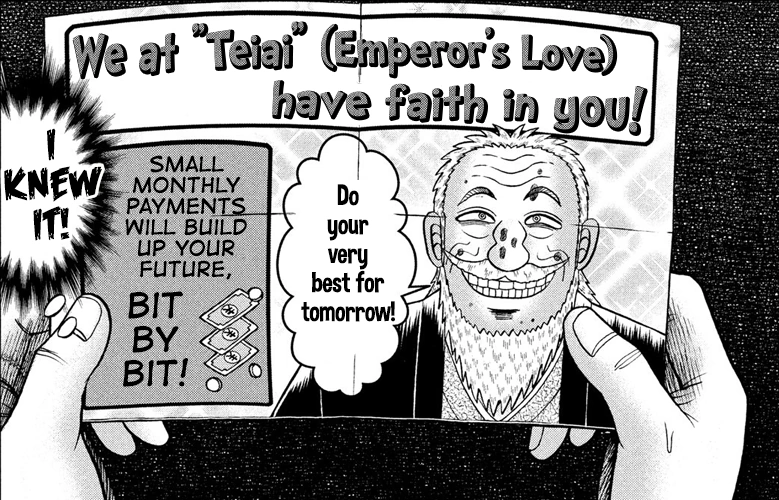 We at "Teiai" (Emperor's Love)
have faith in you!
I
KNEW
IT!
SMALL
MONTHLY
PAYMENTS
WILL BUILD
UP YOUR
FUTURE,
BIT
BY
BIT!
Do
your
very
best for
tomorrow!